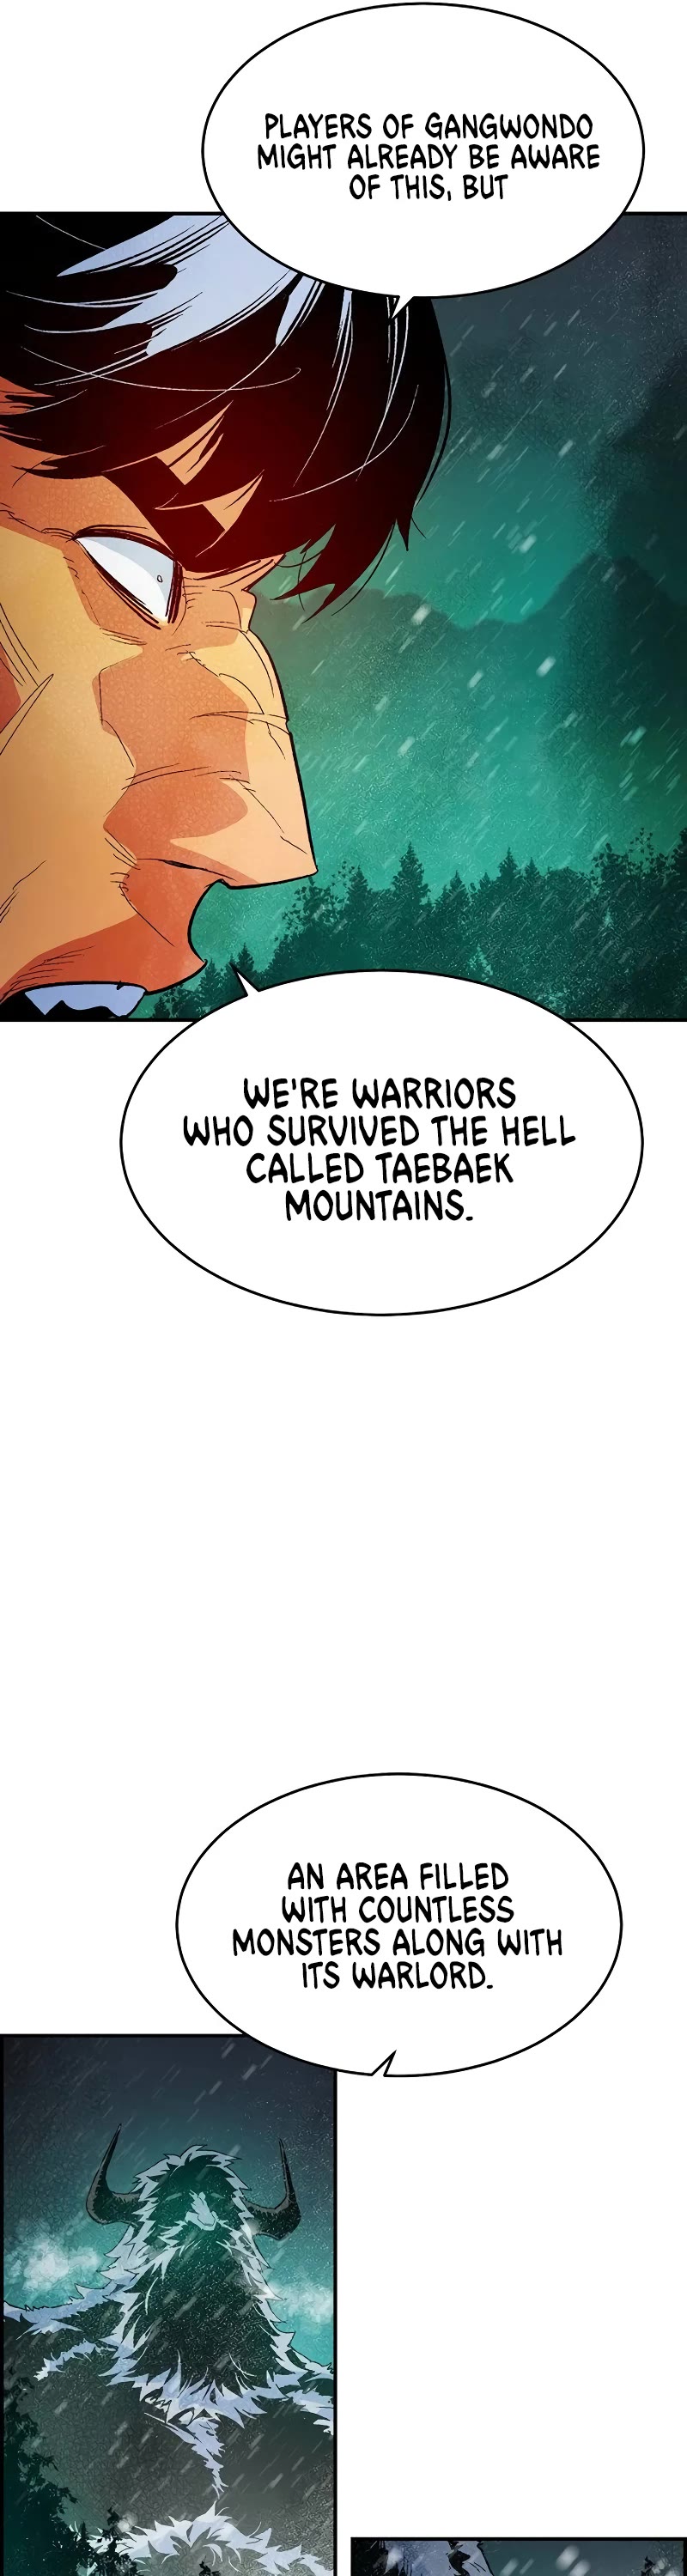 PLAYERS OF GANGWONDO
MIGHT ALREADY BE AWARE
OF THIS, BUT
WE'RE WARRIORS
WHO SURVIVED THE HELL
CALLED TAEBAEK
MOUNTAINS.
AN AREA FILLED
WITH COUNTLESS
MONSTERS ALONG WITH
ITS WARLORD.